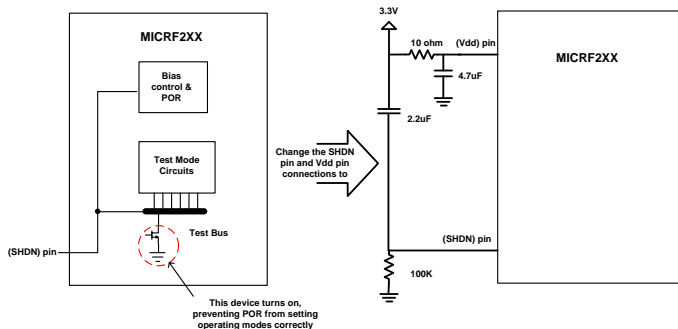 MICRF2XX
Bias
control &
POR
Test Mode
Circuits
Test Bus
(SHDN) pin
This device turns on,
preventing POR from setting
operating modes correctly
Change the SHDN
pin and Vdd pin
connections to
3.3V
10 ohm
(Vdd) pin
4.7uF
2.2uF
(SHDN) pin
100K
MICRF2XX